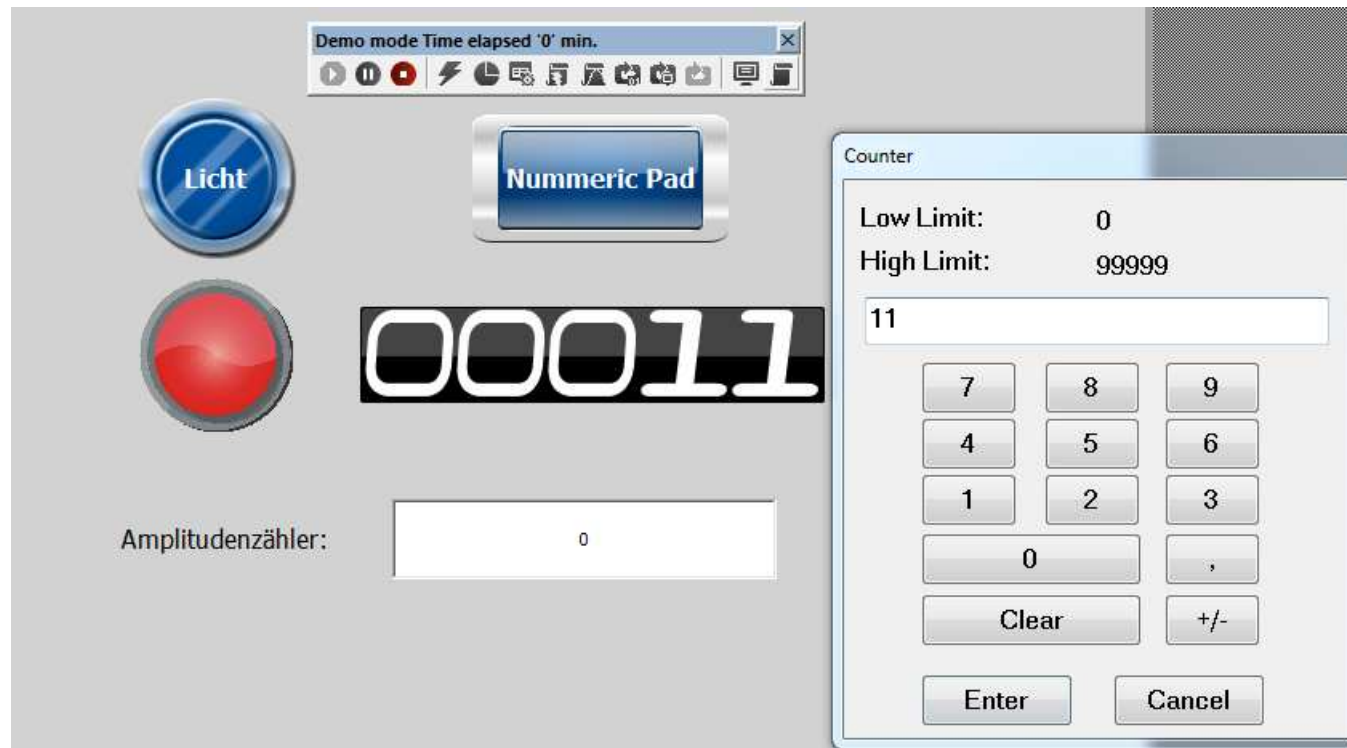 Demo mode Time elapsed '0' min.
Licht
Nummeric Pad
00011
Amplitudenzähler:
0
Counter
Low Limit: 0
High Limit: 99999
11
7 8 9
4 5 6
1 2 3
0 ,
Clear +/-
Enter Cancel